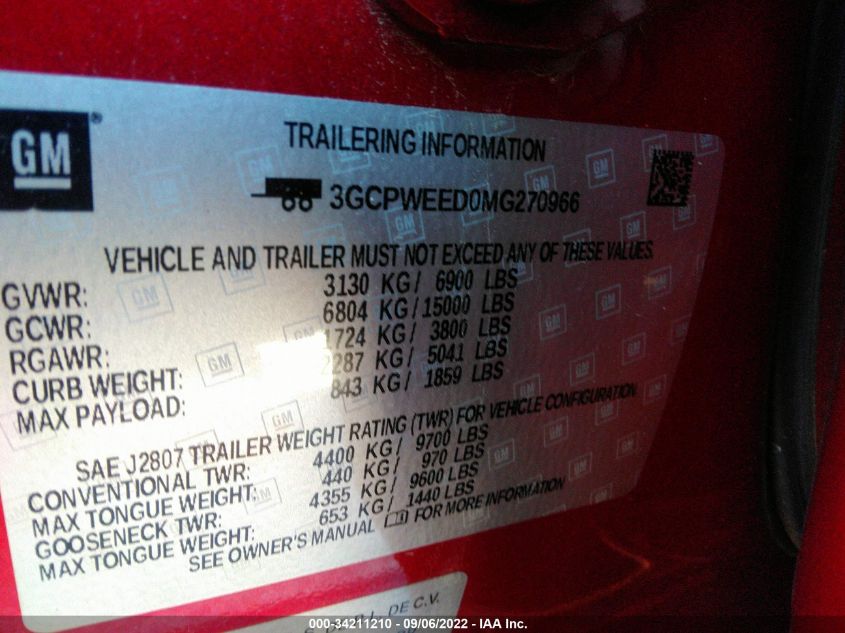 GM
®
TRAILERING INFORMATION
3GCPWEED0MG270966
VEHICLE AND TRAILER MUST NOT EXCEED ANY OF THESE VALUES.
GVWR: 3130 KG/ 6900 LBS
GCWR: 6804 KG/15000 LBS
RGAWR: 1724 KG/ 3800 LBS
CURB WEIGHT: 2287 KG/ 5041 LBS
MAX PAYLOAD: 843 KG/ 1859 LBS
SAE J2807 TRAILER WEIGHT RATING (TWR) FOR VEHICLE CONFIGURATION
CONVENTIONAL TWR: 4400 KG/ 9700 LBS
MAX TONGUE WEIGHT: 440 KG/ 970 LBS
GOOSENECK TWR: 4355 KG/ 9600 LBS
MAX TONGUE WEIGHT: 653 KG/ 1440 LBS
SEE OWNER'S MANUAL FOR MORE INFORMATION
DE C.V.
000-34211210 - 09/06/2022 - IAA Inc.